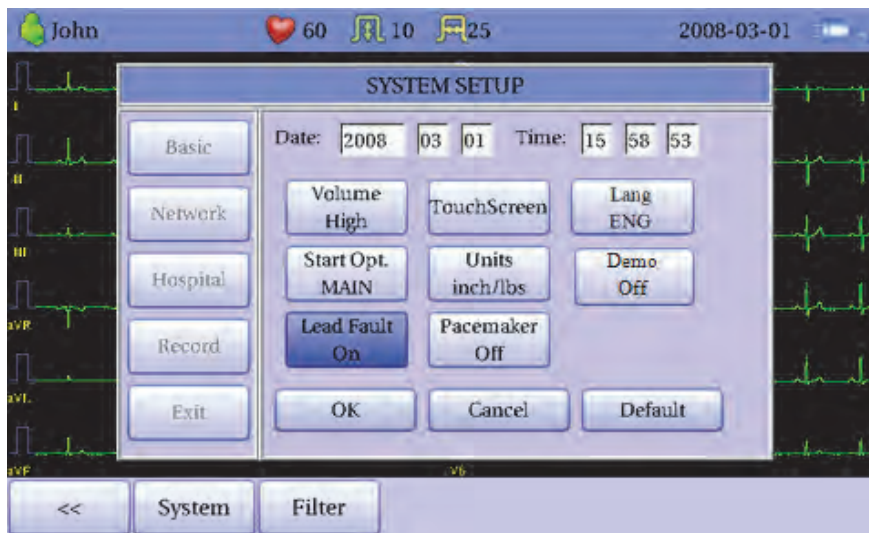 John 60 10 25 2008-03-01
SYSTEM SETUP
I
II
III
aVR
aVL
aVF
Basic
Network
Hospital
Record
Exit
Date: 2008 03 01 Time: 15 58 53
Volume
High
TouchScreen
Lang
ENG
Start Opt.
MAIN
Units
inch/lbs
Demo
Off
Lead Fault
On
Pacemaker
Off
OK Cancel Default
V6
<< System Filter